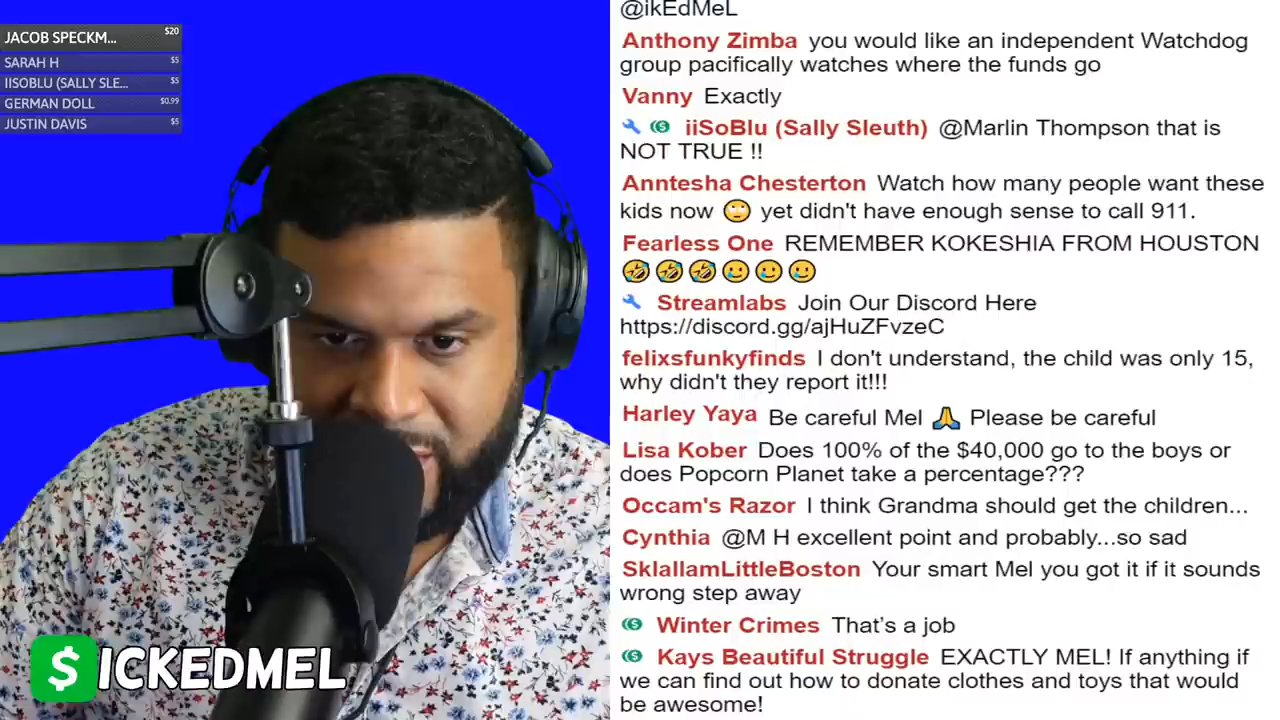 JACOB SPECKM... $20
SARAH H $5
IISOBLU (SALLY SLE... $5
GERMAN DOLL $0.99
JUSTIN DAVIS $5
$ICKEDMEL
@ikEdMeL
Anthony Zimba you would like an independent Watchdog
group pacifically watches where the funds go
Vanny Exactly
iiSoBlu (Sally Sleuth) @Marlin Thompson that is
NOT TRUE !!
Anntesha Chesterton Watch how many people want these
kids now 🙄 yet didn't have enough sense to call 911.
Fearless One REMEMBER KOKESHIA FROM HOUSTON
🤣🤣🤣🥲🥲🥲
Streamlabs Join Our Discord Here
https://discord.gg/ajHuZFvzeC
felixsfunkyfinds I don't understand, the child was only 15,
why didn't they report it!!!
Harley Yaya Be careful Mel 🙏 Please be careful
Lisa Kober Does 100% of the $40,000 go to the boys or
does Popcorn Planet take a percentage???
Occam's Razor I think Grandma should get the children...
Cynthia @M H excellent point and probably...so sad
SklallamLittleBoston Your smart Mel you got it if it sounds
wrong step away
Winter Crimes That's a job
Kays Beautiful Struggle EXACTLY MEL! If anything if
we can find out how to donate clothes and toys that would
be awesome!